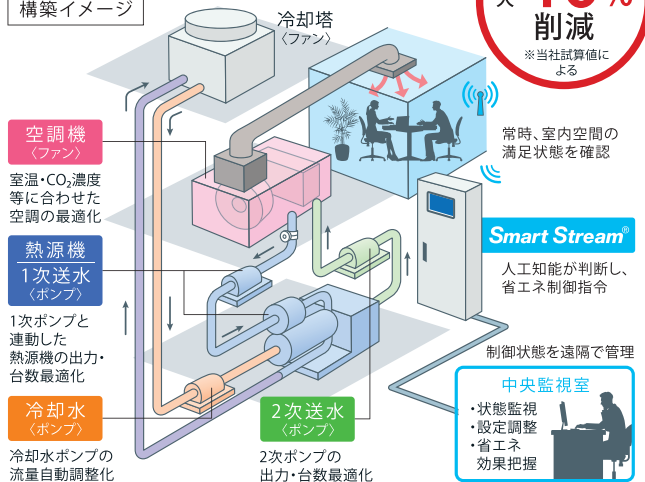 構築イメージ
冷却塔
〈ファン〉
削減
※当社試算値に
よる
空調機
〈ファン〉
室温・CO₂濃度
等に合わせた
空調の最適化
常時、室内空間の
満足状態を確認
Smart Stream®
人工知能が判断し、
省エネ制御指令
熱源機
1次送水
〈ポンプ〉
1次ポンプと
連動した
熱源機の出力・
台数最適化
制御状態を遠隔で管理
中央監視室
・状態監視
・設定調整
・省エネ
効果把握
冷却水
〈ポンプ〉
冷却水ポンプの
流量自動調整化
2次送水
〈ポンプ〉
2次ポンプの
出力・台数最適化